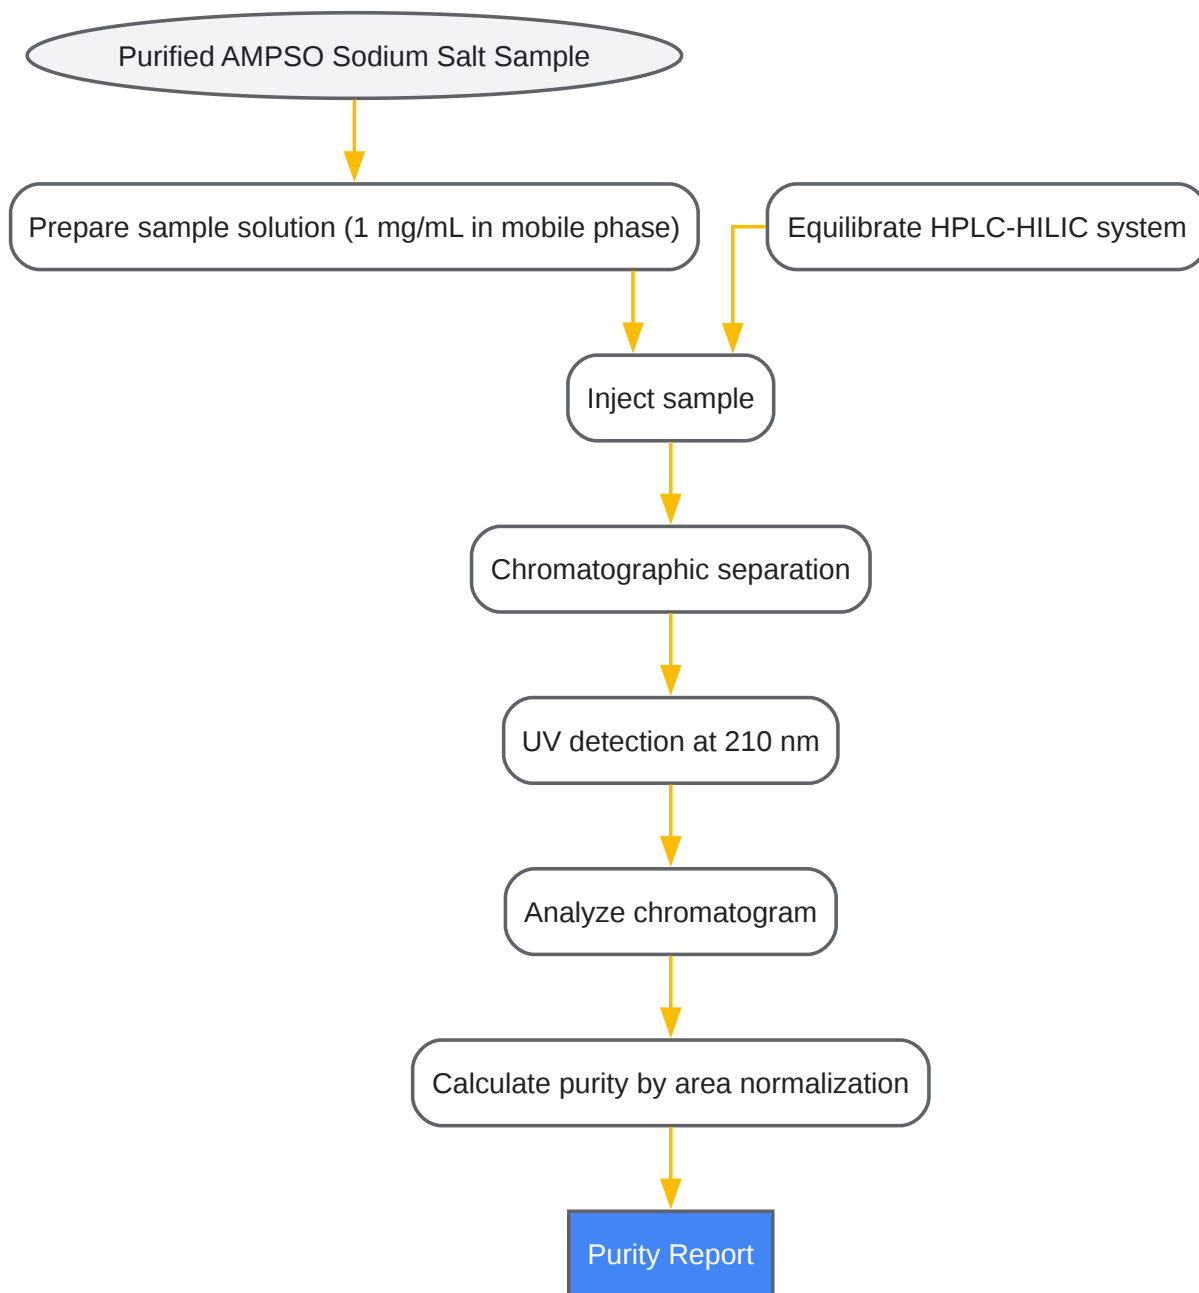 Purified AMPSO Sodium Salt Sample
Prepare sample solution (1 mg/mL in mobile phase)
Equilibrate HPLC-HILIC system
Inject sample
Chromatographic separation
UV detection at 210 nm
Analyze chromatogram
Calculate purity by area normalization
Purity Report